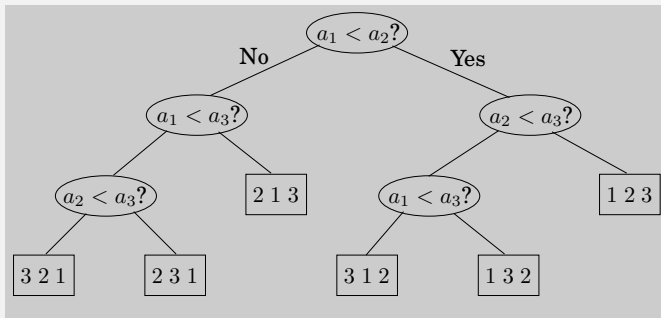 a₁ < a₂?
No
Yes
a₁ < a₃?
a₂ < a₃?
a₂ < a₃?
2 1 3
a₁ < a₃?
1 2 3
3 2 1
2 3 1
3 1 2
1 3 2